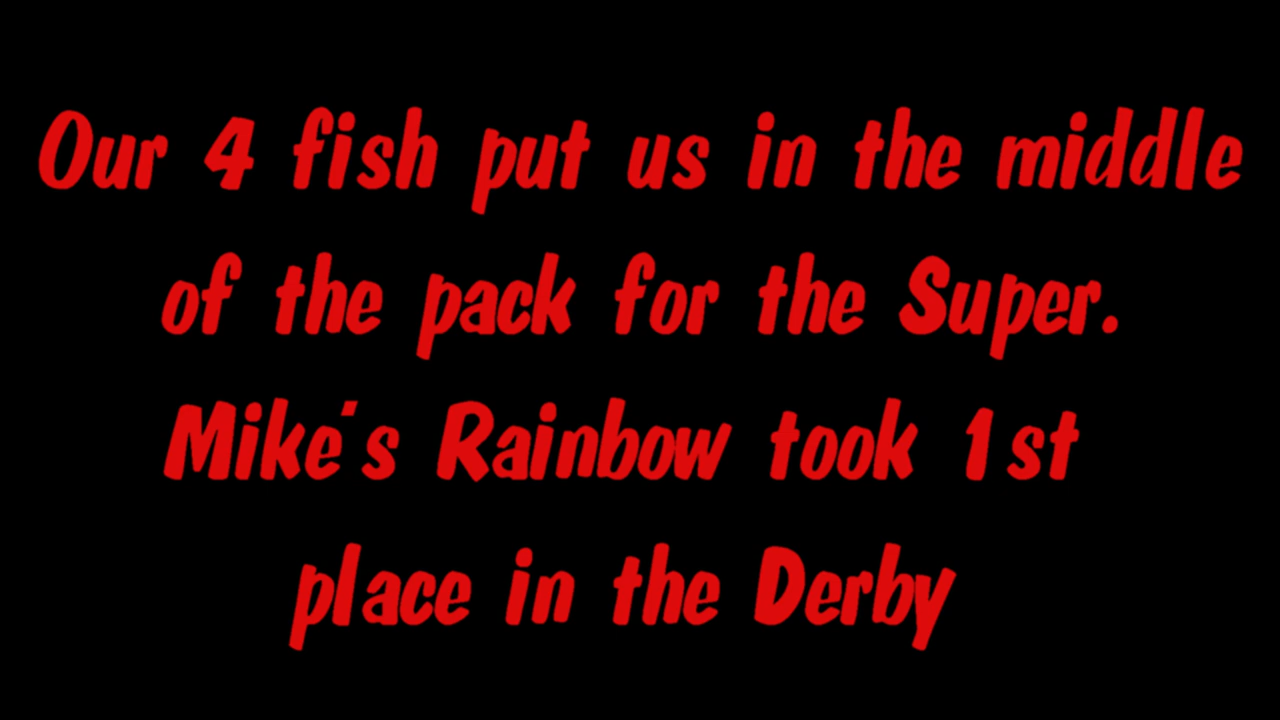 Our 4 fish put us in the middle
of the pack for the Super.
Mike's Rainbow took 1st
place in the Derby